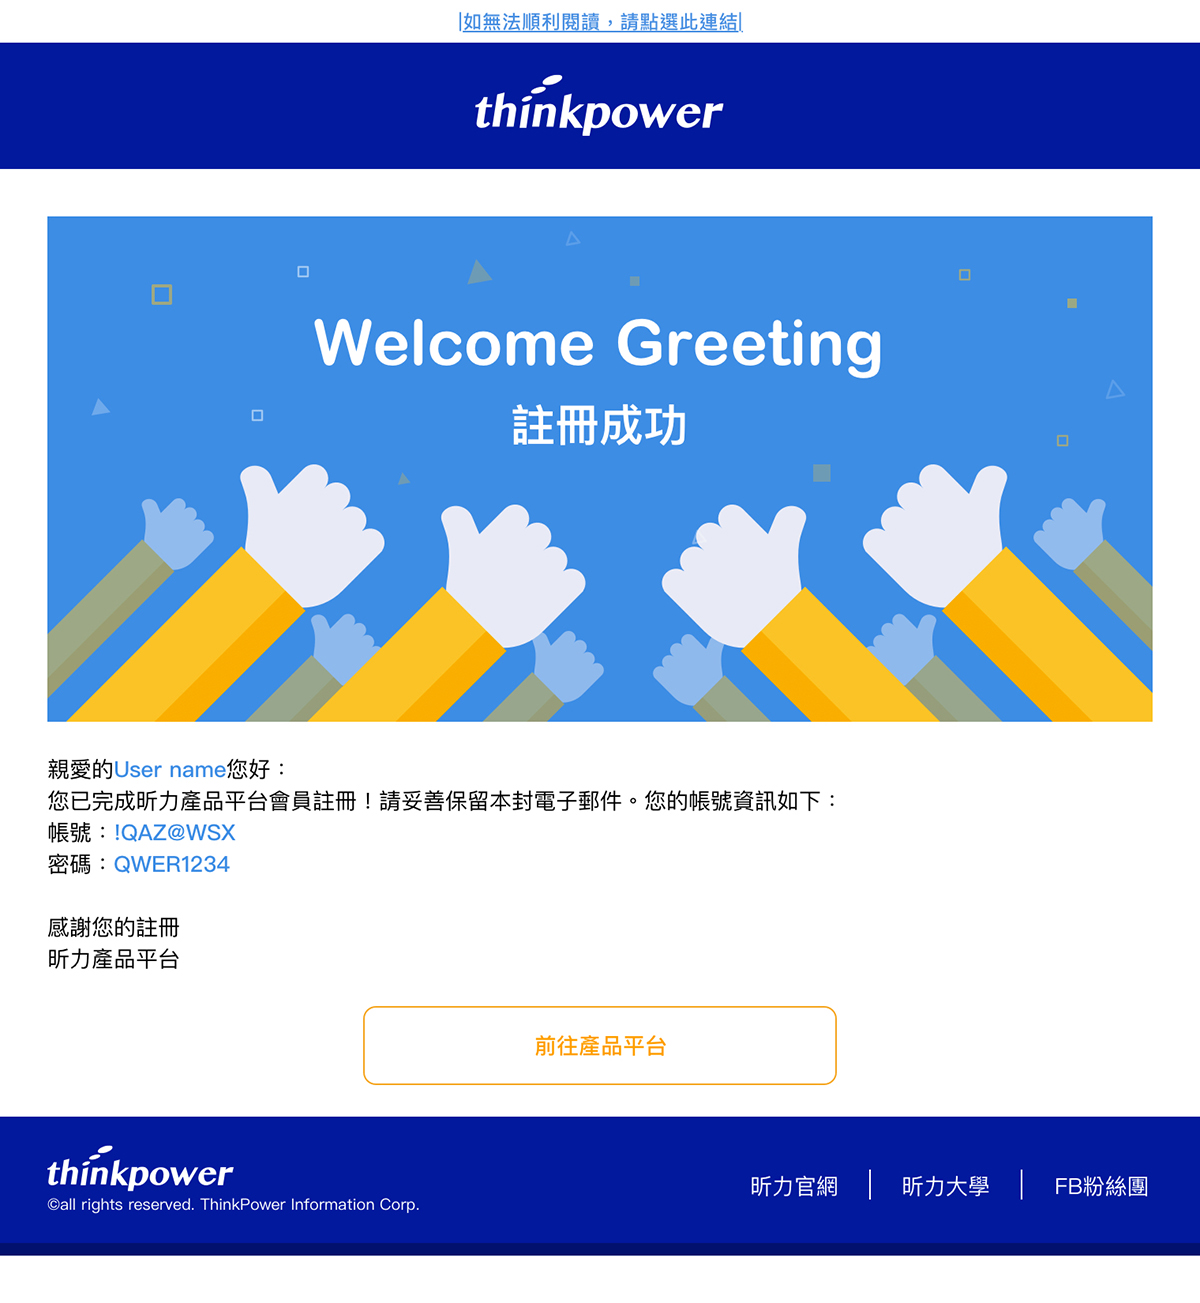 |如無法順利閱讀，請點選此連結|
thinkpower
Welcome Greeting
註冊成功
親愛的User name您好：
您已完成昕力產品平台會員註冊！請妥善保留本封電子郵件。您的帳號資訊如下：
帳號：!QAZ@WSX
密碼：QWER1234
感謝您的註冊
昕力產品平台
前往產品平台
thinkpower
©all rights reserved. ThinkPower Information Corp.
昕力官網 | 昕力大學 | FB粉絲團